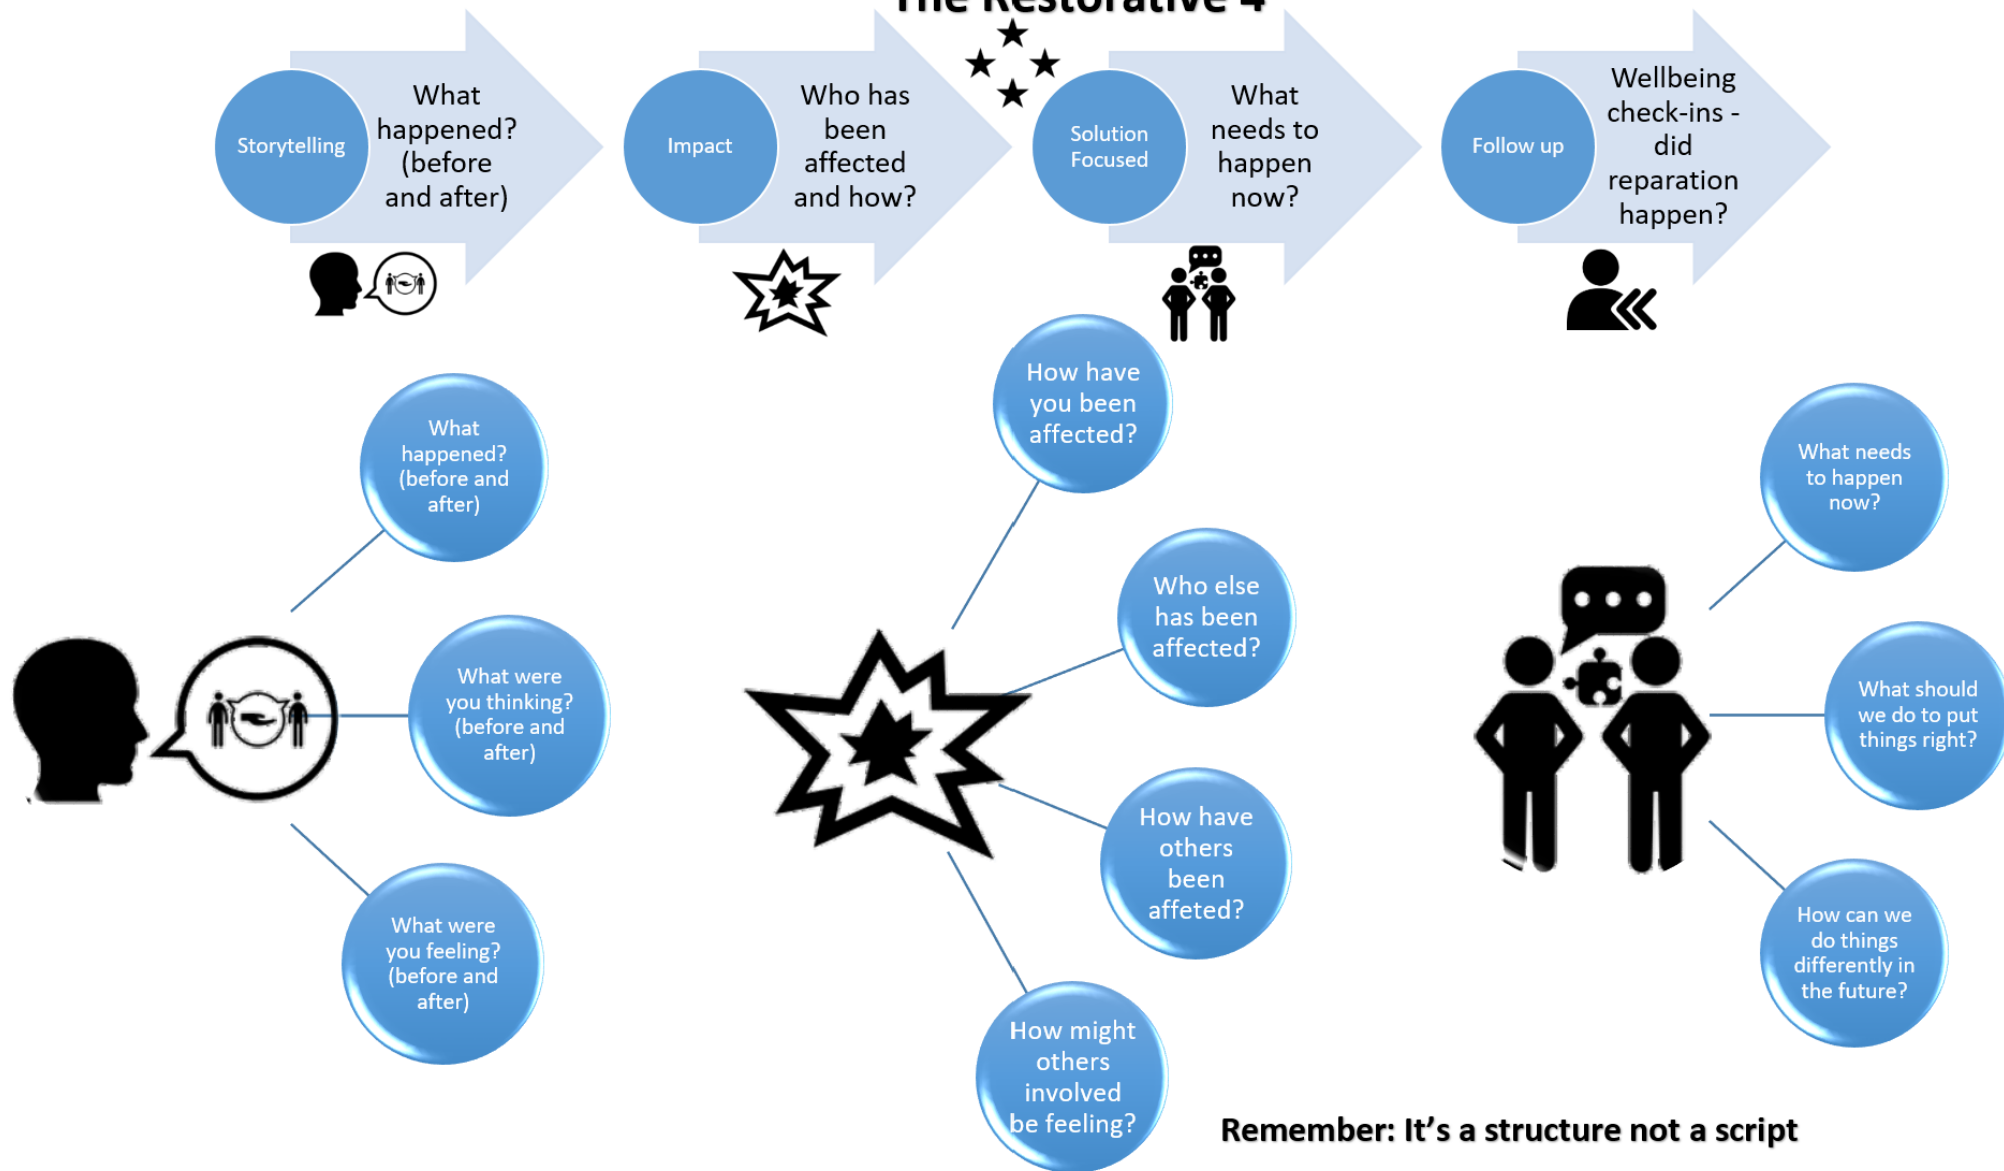 The Restorative 4
Storytelling
What
happened?
(before
and after)
Impact
Who has
been
affected
and how?
Solution
Focused
What
needs to
happen
now?
Follow up
Wellbeing
check-ins -
did
reparation
happen?
What
happened?
(before and
after)
What were
you thinking?
(before and
after)
What were
you feeling?
(before and
after)
How have
you been
affected?
Who else
has been
affected?
How have
others
been
affeted?
How might
others
involved
be feeling?
What needs
to happen
now?
What should
we do to put
things right?
How can we
do things
differently in
the future?
Remember: It’s a structure not a script